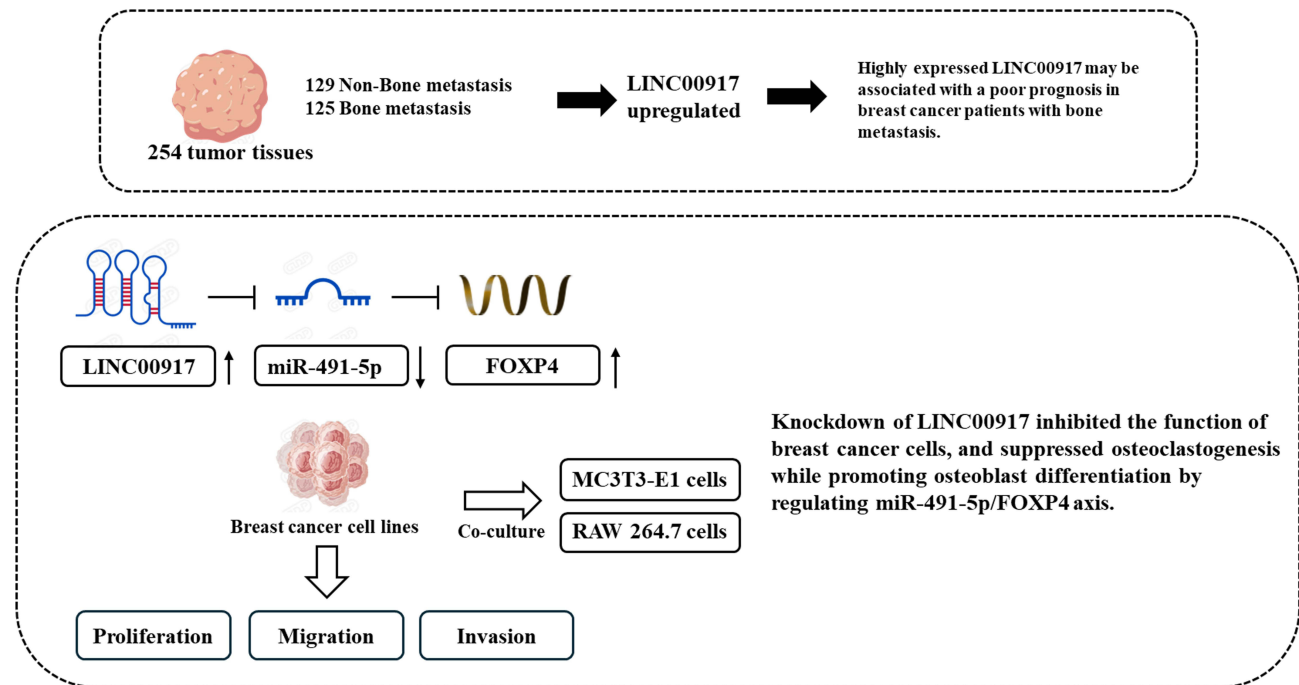 254 tumor tissues
129 Non-Bone metastasis
125 Bone metastasis
LINC00917
upregulated
Highly expressed LINC00917 may be
associated with a poor prognosis in
breast cancer patients with bone
metastasis.
LINC00917
miR-491-5p
FOXP4
Breast cancer cell lines
Co-culture
MC3T3-E1 cells
RAW 264.7 cells
Proliferation
Migration
Invasion
Knockdown of LINC00917 inhibited the function of
breast cancer cells, and suppressed osteoclastogenesis
while promoting osteoblast differentiation by
regulating miR-491-5p/FOXP4 axis.